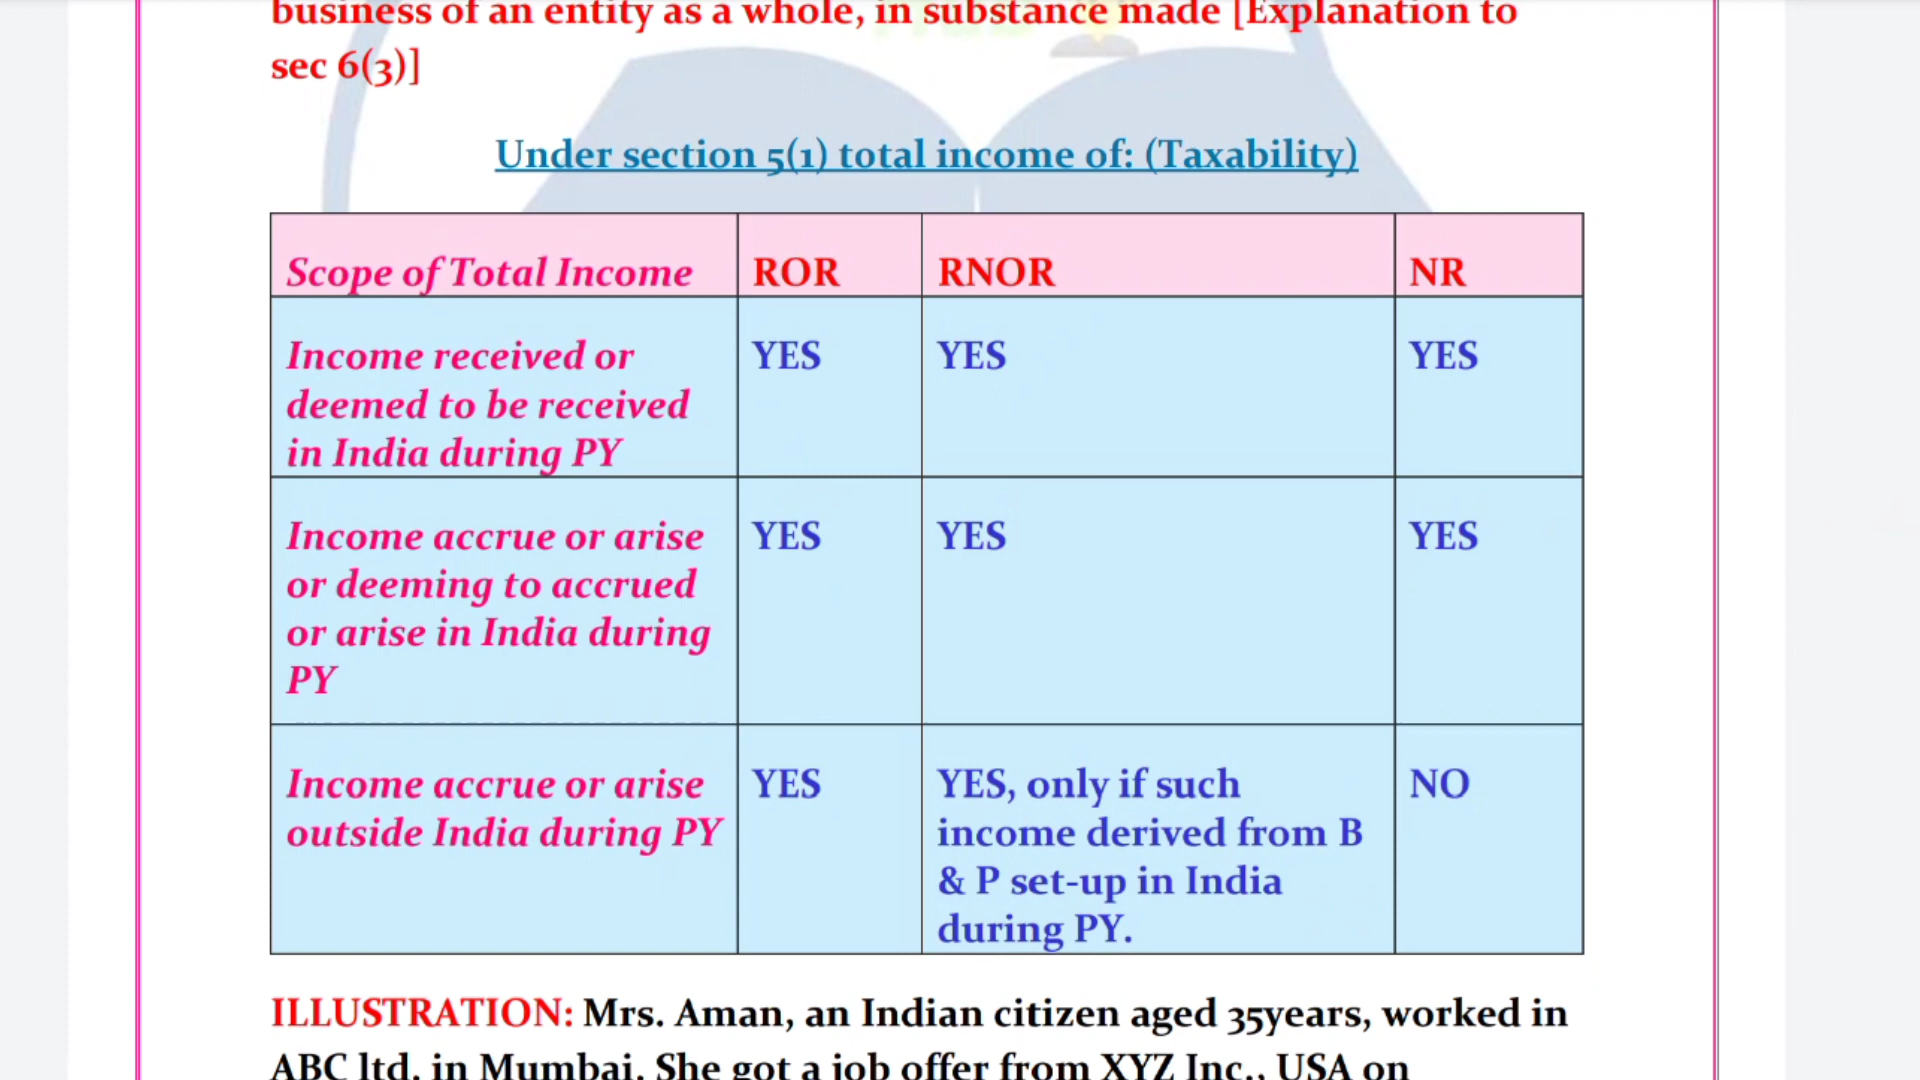 business of an entity as a whole, in substance made [Explanation to
sec 6(3)]
Under section 5(1) total income of: (Taxability)
Scope of Total Income ROR RNOR NR
Income received or YES YES YES
deemed to be received
in India during PY
Income accrue or arise YES YES YES
or deeming to accrued
or arise in India during
PY
Income accrue or arise YES YES, only if such NO
outside India during PY income derived from B
& P set-up in India
during PY.
ILLUSTRATION: Mrs. Aman, an Indian citizen aged 35years, worked in
ABC ltd. in Mumbai. She got a job offer from XYZ Inc., USA on